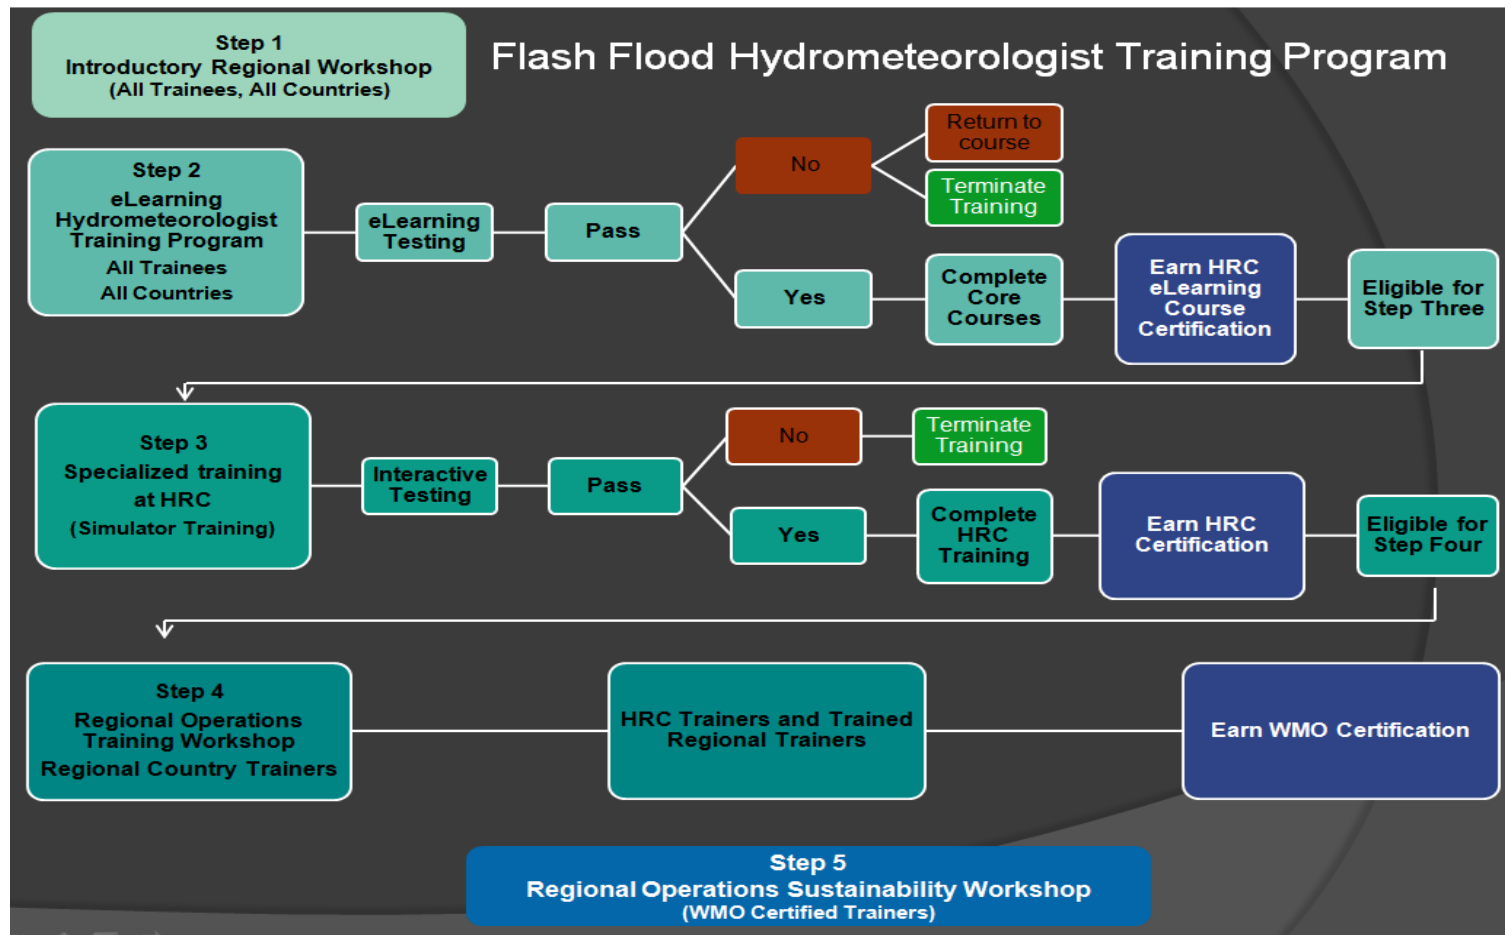 Step 1
Introductory Regional Workshop
(All Trainees, All Countries)
Flash Flood Hydrometeorologist Training Program
Step 2
eLearning
Hydrometeorologist
Training Program
All Trainees
All Countries
eLearning
Testing
Pass
No
Return to
course
Terminate
Training
Yes
Complete
Core
Courses
Earn HRC
eLearning
Course
Certification
Eligible for
Step Three
Step 3
Specialized training
at HRC
(Simulator Training)
Interactive
Testing
Pass
No
Terminate
Training
Yes
Complete
HRC
Training
Earn HRC
Certification
Eligible for
Step Four
Step 4
Regional Operations
Training Workshop
Regional Country Trainers
HRC Trainers and Trained
Regional Trainers
Earn WMO Certification
Step 5
Regional Operations Sustainability Workshop
(WMO Certified Trainers)